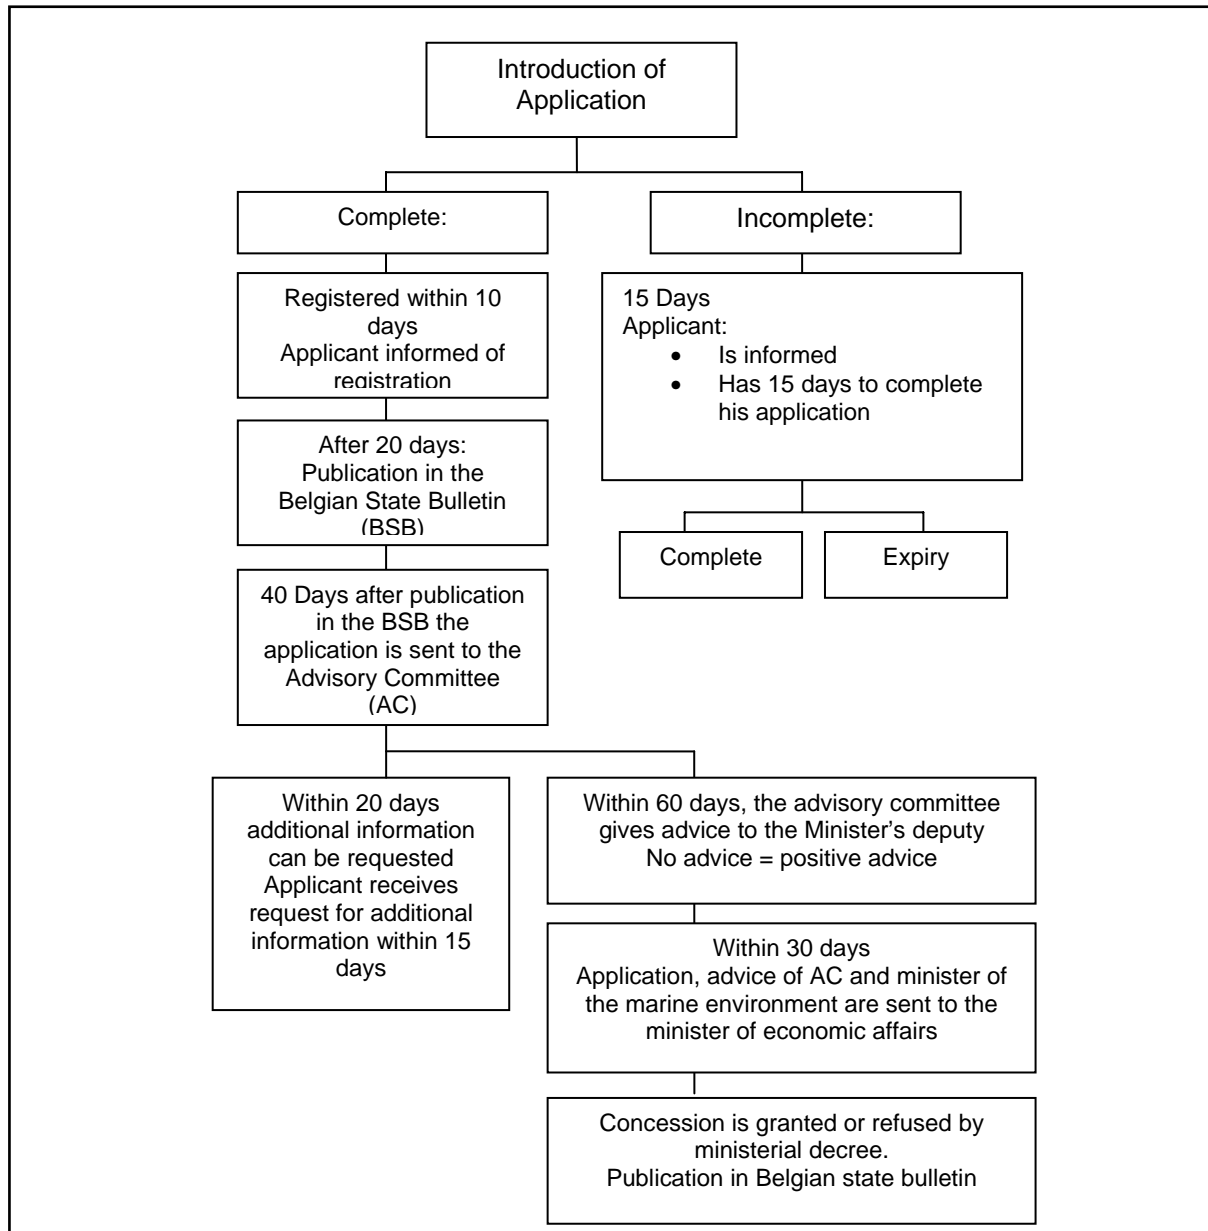 Introduction of
Application
Complete:
Incomplete:
Registered within 10
days
Applicant informed of
registration
15 Days
Applicant:
• Is informed
• Has 15 days to complete
his application
After 20 days:
Publication in the
Belgian State Bulletin
(BSB)
Complete
Expiry
40 Days after publication
in the BSB the
application is sent to the
Advisory Committee
(AC)
Within 20 days
additional information
can be requested
Applicant receives
request for additional
information within 15
days
Within 60 days, the advisory committee
gives advice to the Minister’s deputy
No advice = positive advice
Within 30 days
Application, advice of AC and minister of
the marine environment are sent to the
minister of economic affairs
Concession is granted or refused by
ministerial decree.
Publication in Belgian state bulletin